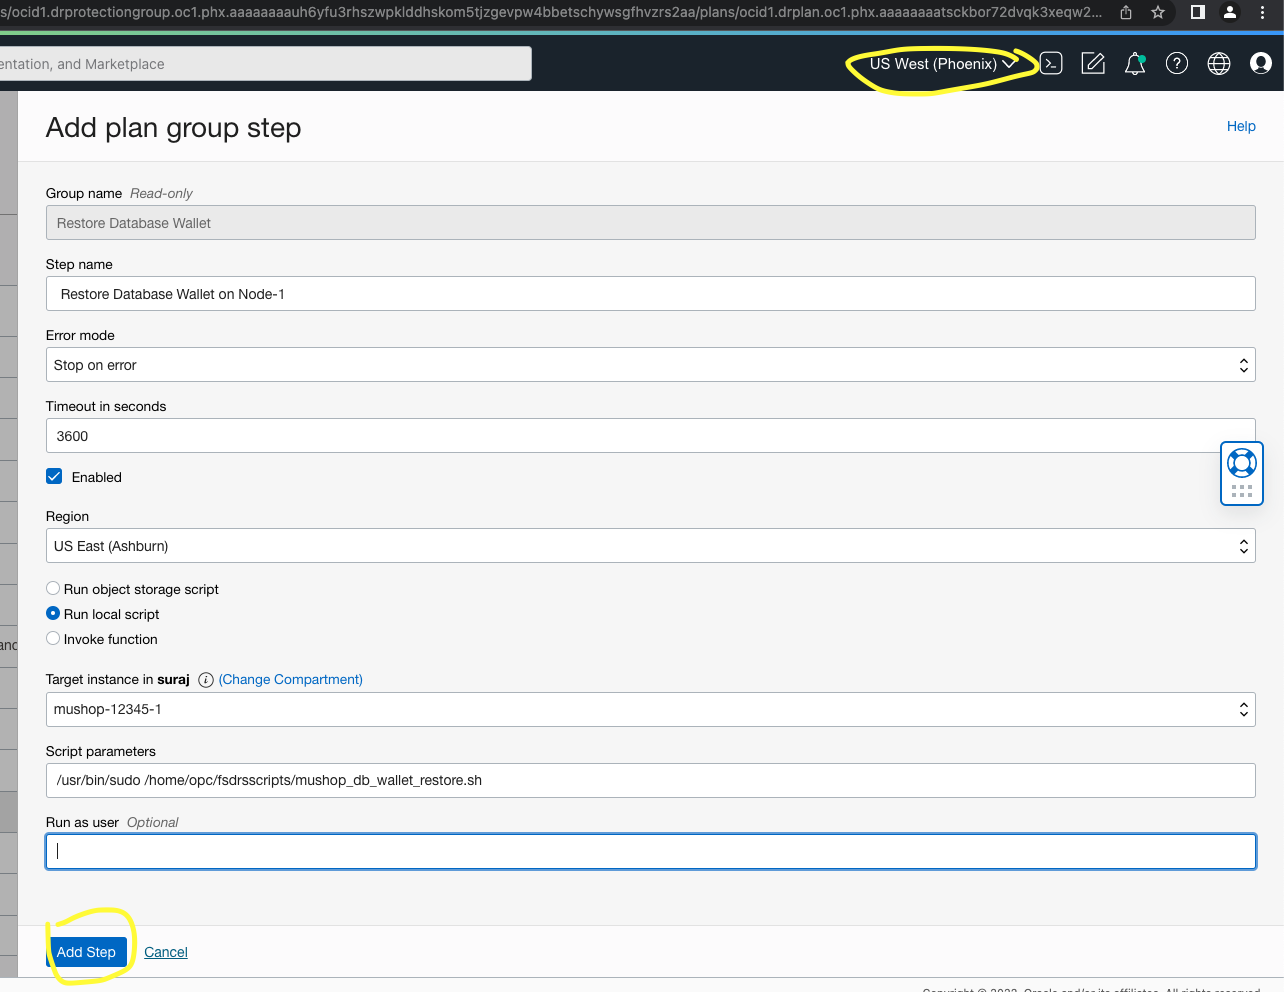 s/ocid1.drprotectiongroup.oc1.phx.aaaaaaaauh6yfu3rhszwpklddhskom5tjzgevpw4bbetschywsgfhvzrs2aa/plans/ocid1.drplan.oc1.phx.aaaaaaaatsckbor72dvqk3xeqw2...
entation, and Marketplace
US West (Phoenix)
Add plan group step
Help
Group name Read-only
Restore Database Wallet
Step name
Restore Database Wallet on Node-1
Error mode
Stop on error
Timeout in seconds
3600
Enabled
Region
US East (Ashburn)
Run object storage script
Run local script
Invoke function
anc
Target instance in suraj (Change Compartment)
mushop-12345-1
Script parameters
/usr/bin/sudo /home/opc/fsdrsscripts/mushop_db_wallet_restore.sh
Run as user Optional
Add Step
Cancel